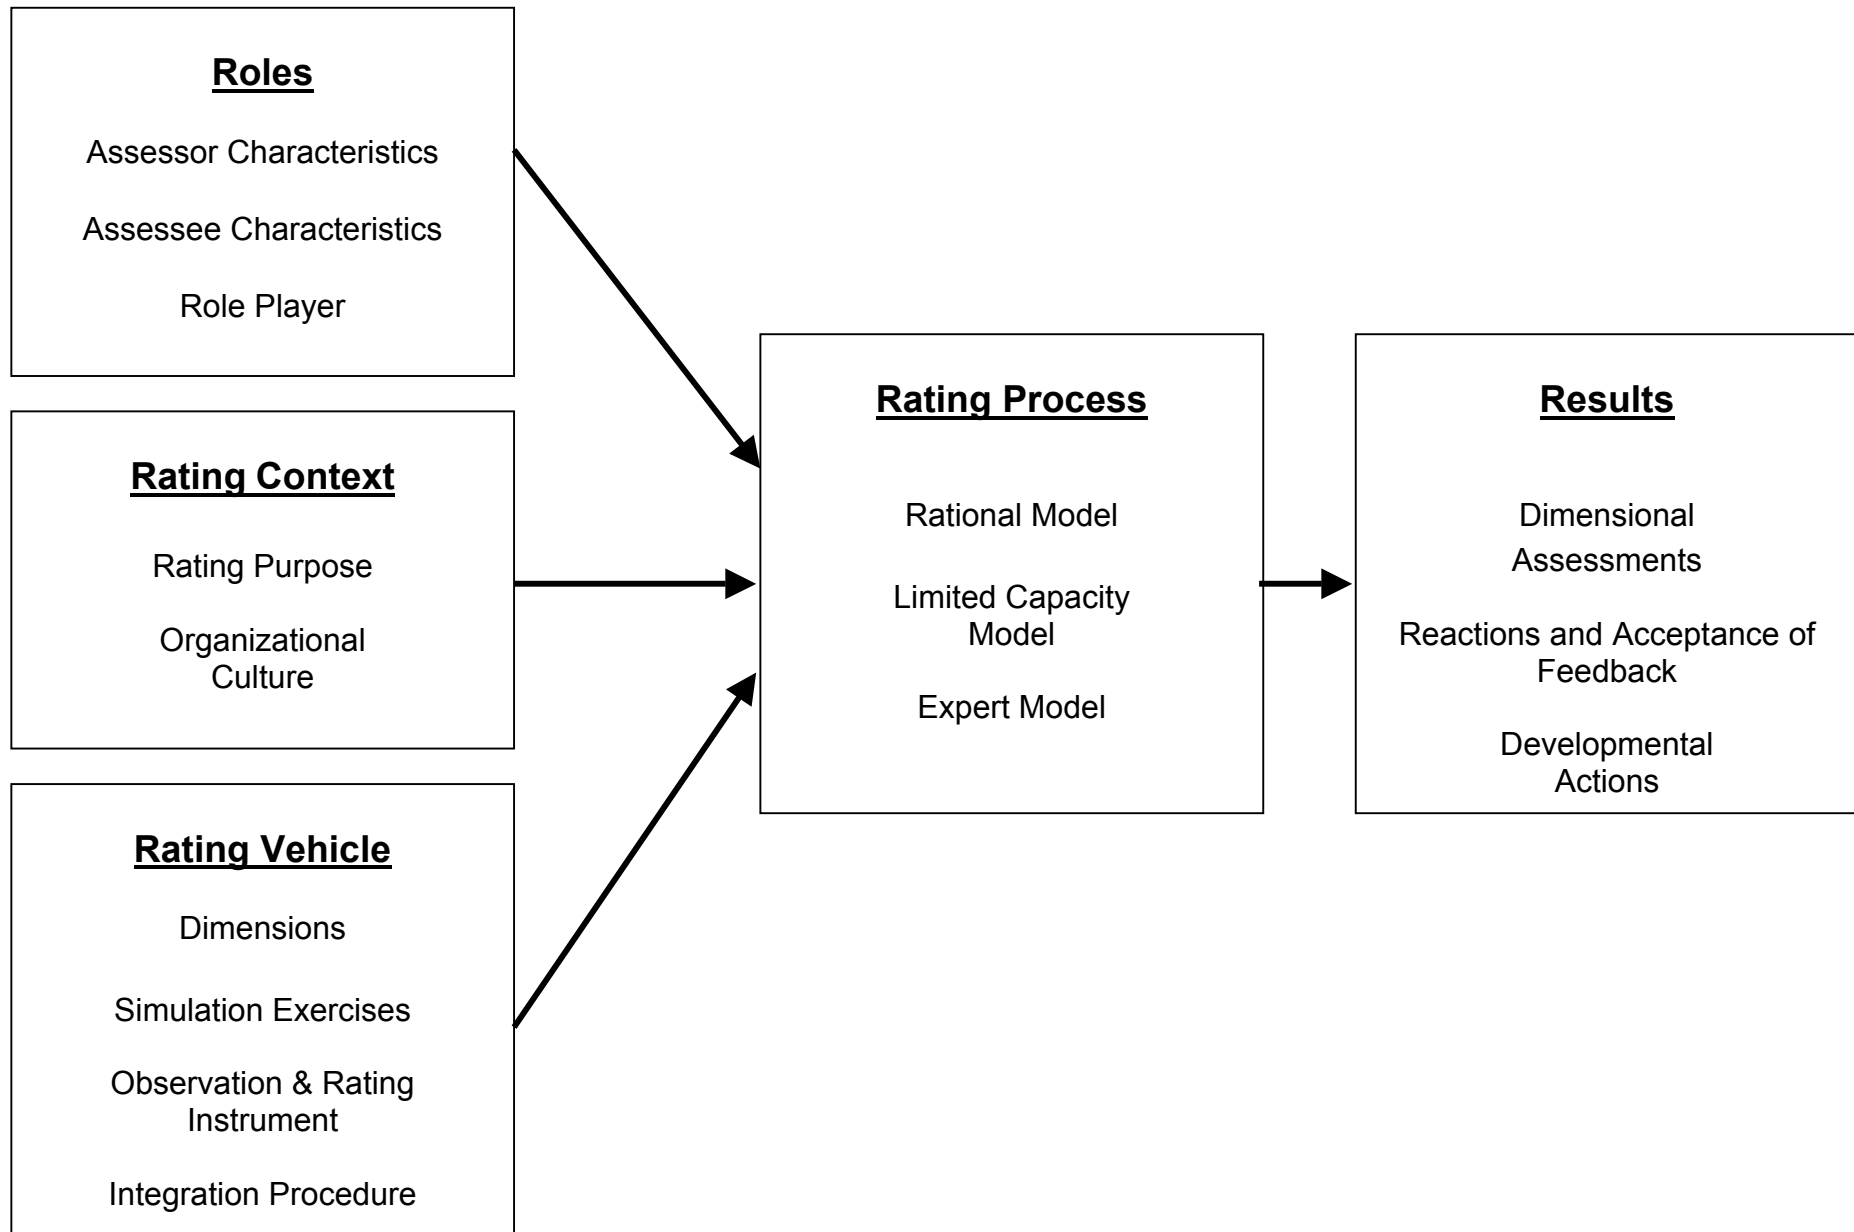 Roles
Assessor Characteristics
Assessee Characteristics
Role Player
Rating Context
Rating Purpose
Organizational
Culture
Rating Vehicle
Dimensions
Simulation Exercises
Observation & Rating
Instrument
Integration Procedure
Rating Process
Rational Model
Limited Capacity
Model
Expert Model
Results
Dimensional
Assessments
Reactions and Acceptance of
Feedback
Developmental
Actions